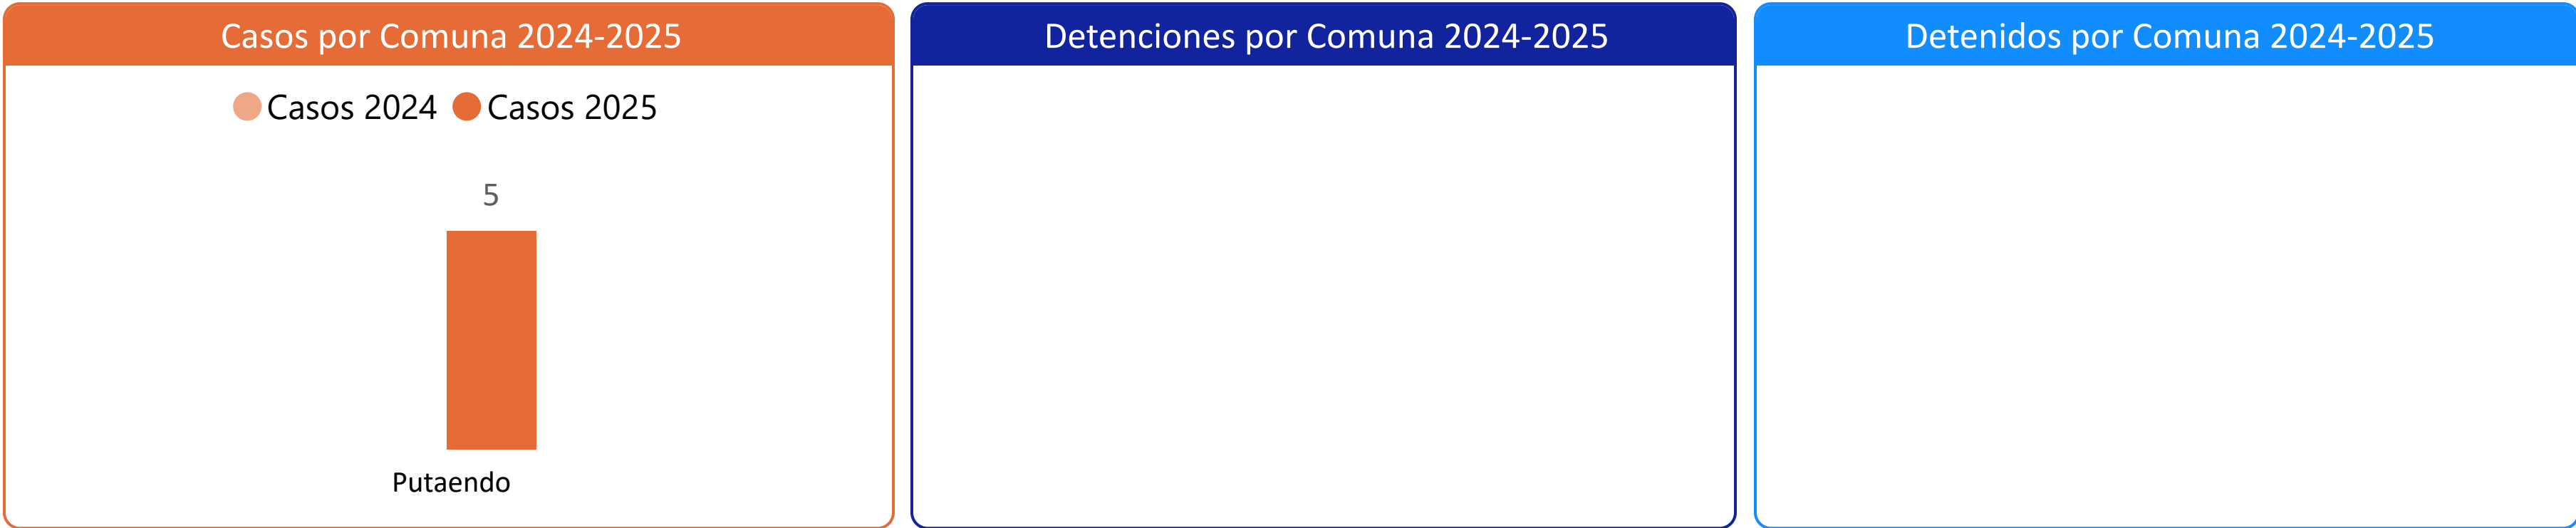 Casos por Comuna 2024-2025
Casos 2024 Casos 2025
5
Putaendo
Detenciones por Comuna 2024-2025
Detenidos por Comuna 2024-2025